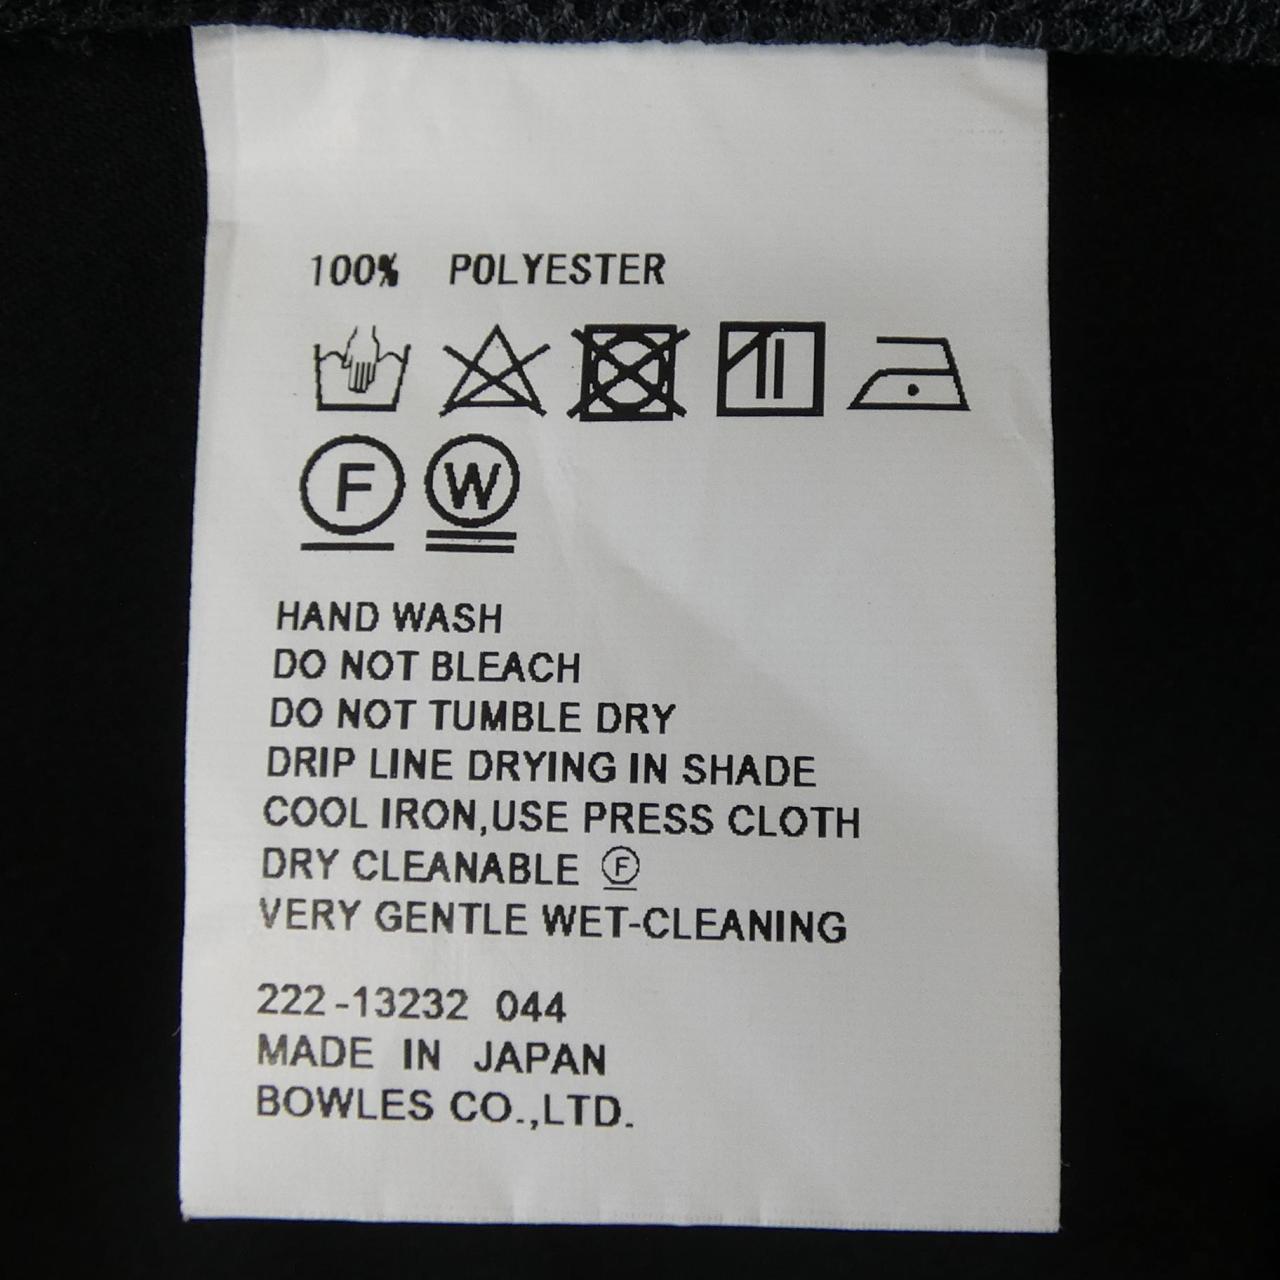 100% POLYESTER
F W
HAND WASH
DO NOT BLEACH
DO NOT TUMBLE DRY
DRIP LINE DRYING IN SHADE
COOL IRON,USE PRESS CLOTH
DRY CLEANABLE Ⓕ
VERY GENTLE WET-CLEANING
222-13232 044
MADE IN JAPAN
BOWLES CO.,LTD.